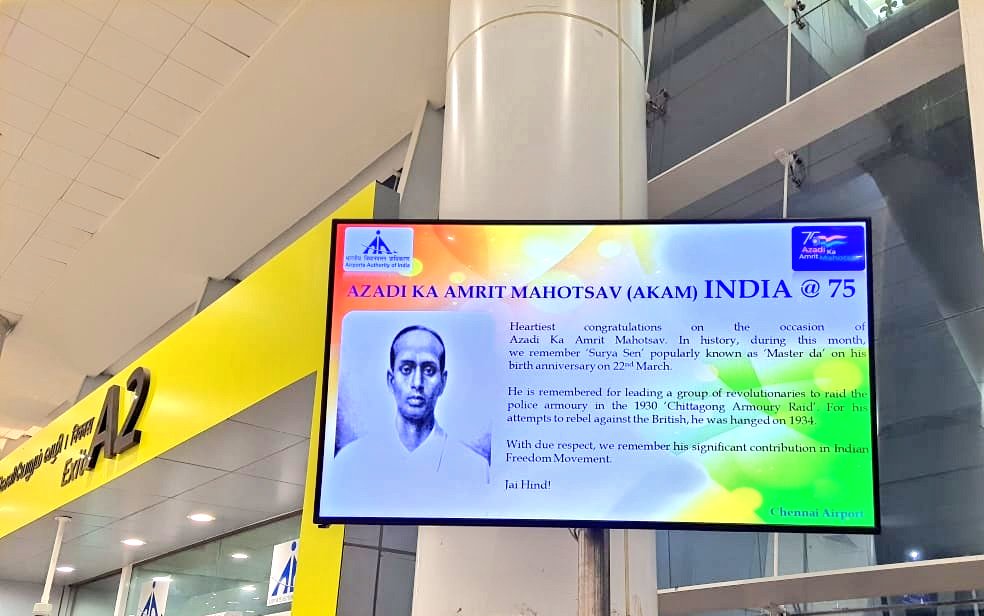 भारतीय विमानपत्तन प्राधिकरण
Airports Authority of India
75
Azadi Ka
Amrit Mahotsav
AZADI KA AMRIT MAHOTSAV (AKAM) INDIA @ 75
Heartiest congratulations on the occasion of
Azadi Ka Amrit Mahotsav. In history, during this month,
we remember 'Surya Sen' popularly known as 'Master da' on his
birth anniversary on 22nd March.
He is remembered for leading a group of revolutionaries to raid the
police armoury in the 1930 'Chittagong Armoury Raid'. For his
attempts to rebel against the British, he was hanged on 1934.
With due respect, we remember his significant contribution in Indian
Freedom Movement.
Jai Hind!
Chennai Airport
வழி । निकास
Exit
A2